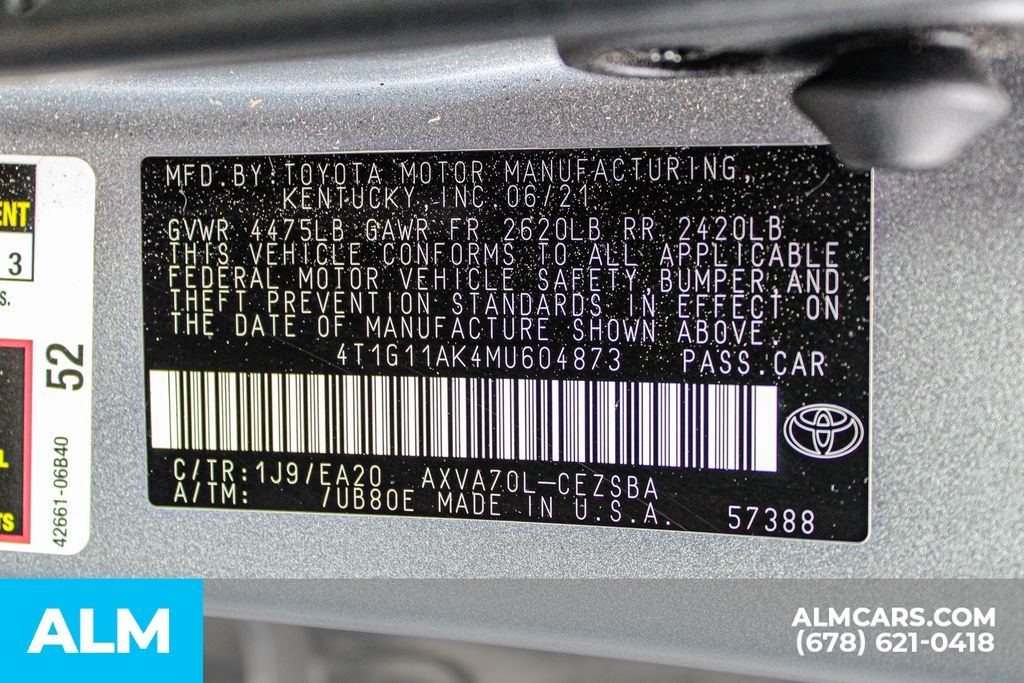 ENT
3
S.
52
L
TS
42661-06B40
MFD.BY:TOYOTA MOTOR MANUFACTURING,
KENTUCKY,INC.06/21
GVWR 4475LB GAWR FR 2620LB RR 2420LB
THIS VEHICLE CONFORMS TO ALL APPLICABLE
FEDERAL MOTOR VEHICLE SAFETY,BUMPER,AND
THEFT PREVENTION STANDARDS IN EFFECT ON
THE DATE OF MANUFACTURE SHOWN ABOVE.
4T1G11AK4MU604873 PASS.CAR
C/TR:1J9/EA20 AXVA70L-CEZSBA
A/TM: /UB80E MADE IN U.S.A. 57388
ALM
ALMCARS.COM
(678) 621-0418